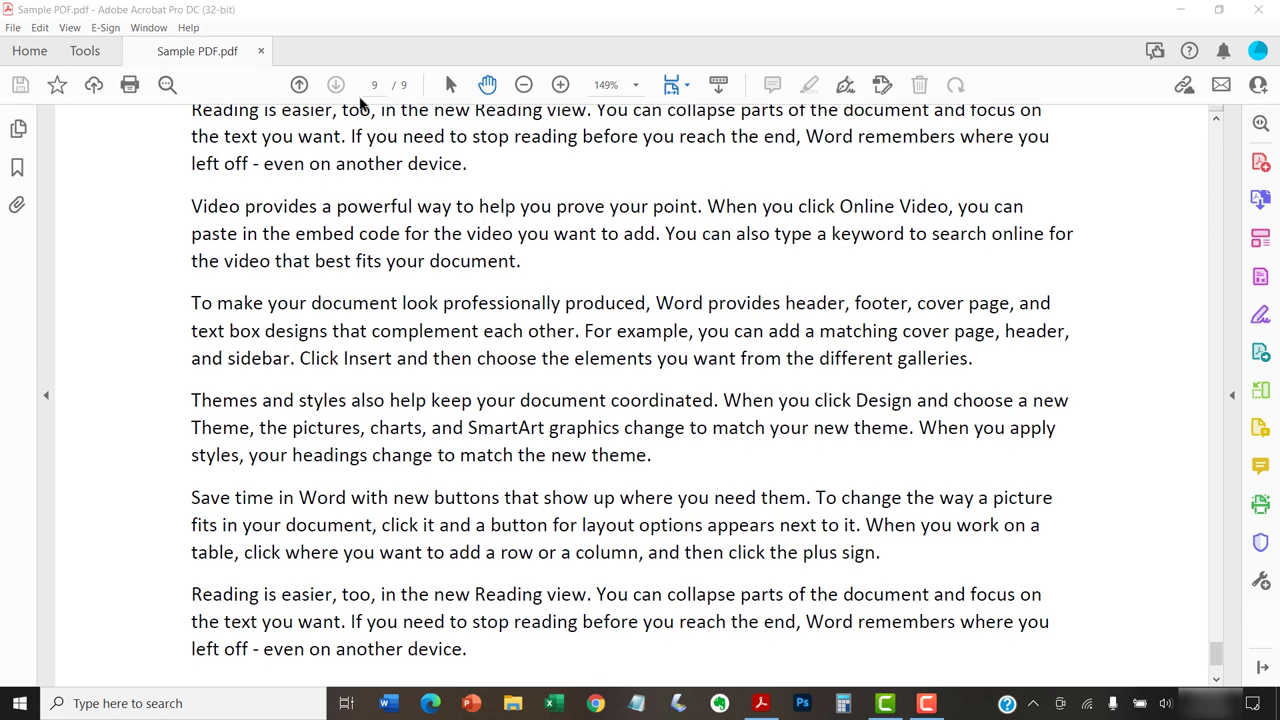 Sample PDF.pdf - Adobe Acrobat Pro DC (32-bit)
File Edit View E-Sign Window Help
Home Tools Sample PDF.pdf ×
9 / 9 149%
Reading is easier, too, in the new Reading view. You can collapse parts of the document and focus on
the text you want. If you need to stop reading before you reach the end, Word remembers where you
left off - even on another device.
Video provides a powerful way to help you prove your point. When you click Online Video, you can
paste in the embed code for the video you want to add. You can also type a keyword to search online for
the video that best fits your document.
To make your document look professionally produced, Word provides header, footer, cover page, and
text box designs that complement each other. For example, you can add a matching cover page, header,
and sidebar. Click Insert and then choose the elements you want from the different galleries.
Themes and styles also help keep your document coordinated. When you click Design and choose a new
Theme, the pictures, charts, and SmartArt graphics change to match your new theme. When you apply
styles, your headings change to match the new theme.
Save time in Word with new buttons that show up where you need them. To change the way a picture
fits in your document, click it and a button for layout options appears next to it. When you work on a
table, click where you want to add a row or a column, and then click the plus sign.
Reading is easier, too, in the new Reading view. You can collapse parts of the document and focus on
the text you want. If you need to stop reading before you reach the end, Word remembers where you
left off - even on another device.
Type here to search